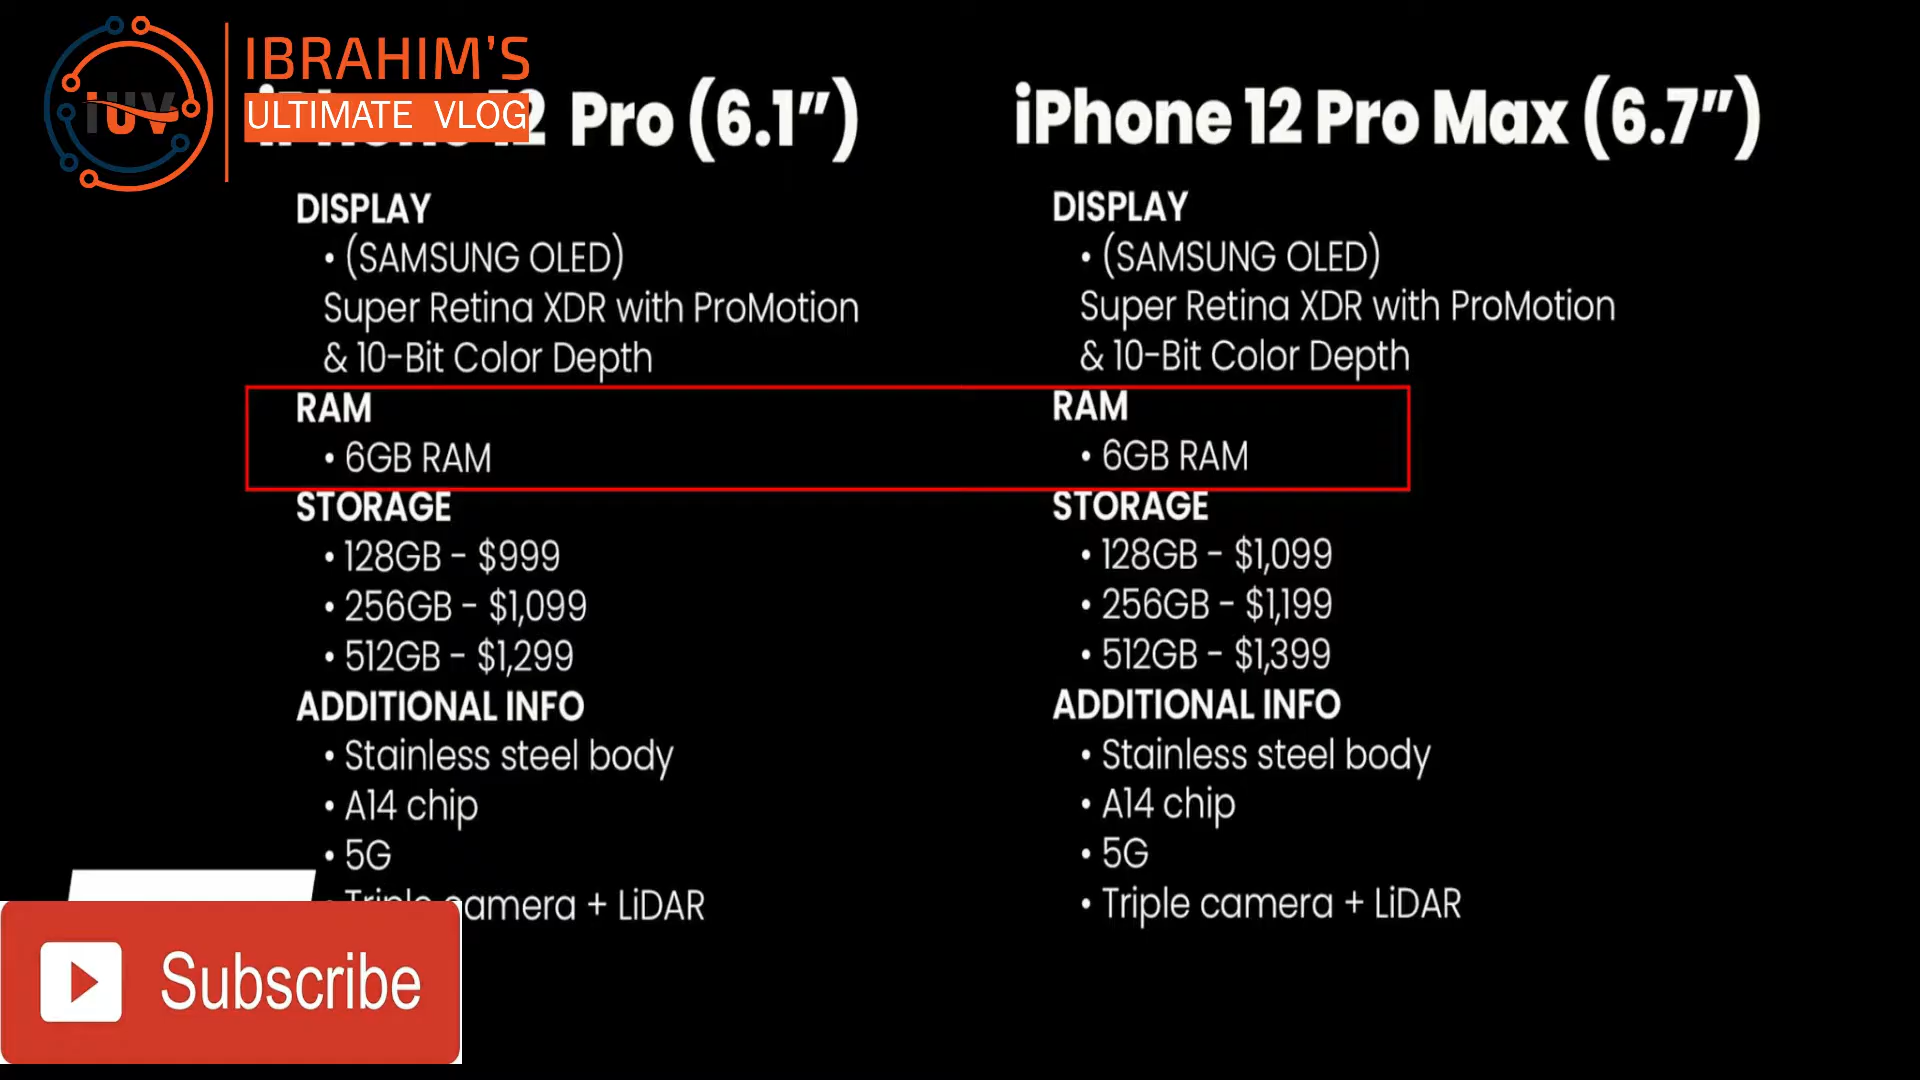 IBRAHIM'S
ULTIMATE VLOG
iUV
12 Pro (6.1")
DISPLAY
• (SAMSUNG OLED)
Super Retina XDR with ProMotion
& 10-Bit Color Depth
RAM
• 6GB RAM
STORAGE
• 128GB - $999
• 256GB - $1,099
• 512GB - $1,299
ADDITIONAL INFO
• Stainless steel body
• A14 chip
• 5G
• Triple camera + LiDAR
iPhone 12 Pro Max (6.7")
DISPLAY
• (SAMSUNG OLED)
Super Retina XDR with ProMotion
& 10-Bit Color Depth
RAM
• 6GB RAM
STORAGE
• 128GB - $1,099
• 256GB - $1,199
• 512GB - $1,399
ADDITIONAL INFO
• Stainless steel body
• A14 chip
• 5G
• Triple camera + LiDAR
Subscribe